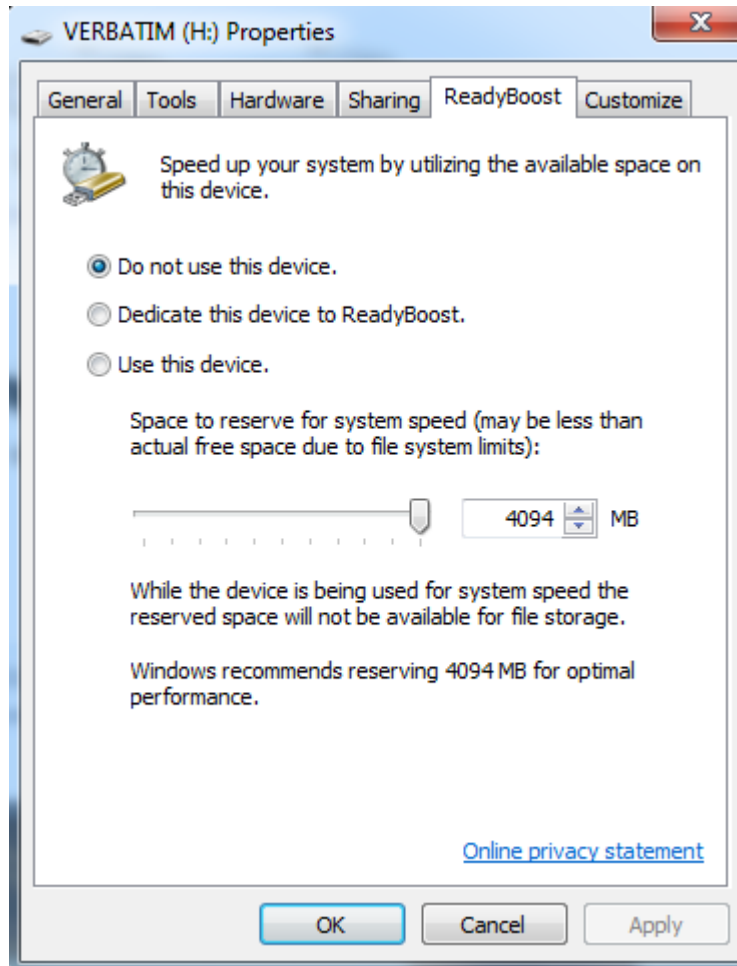 VERBATIM (H:) Properties
General Tools Hardware Sharing ReadyBoost Customize
Speed up your system by utilizing the available space on
this device.
Do not use this device.
Dedicate this device to ReadyBoost.
Use this device.
Space to reserve for system speed (may be less than
actual free space due to file system limits):
4094 MB
While the device is being used for system speed the
reserved space will not be available for file storage.
Windows recommends reserving 4094 MB for optimal
performance.
Online privacy statement
OK Cancel Apply